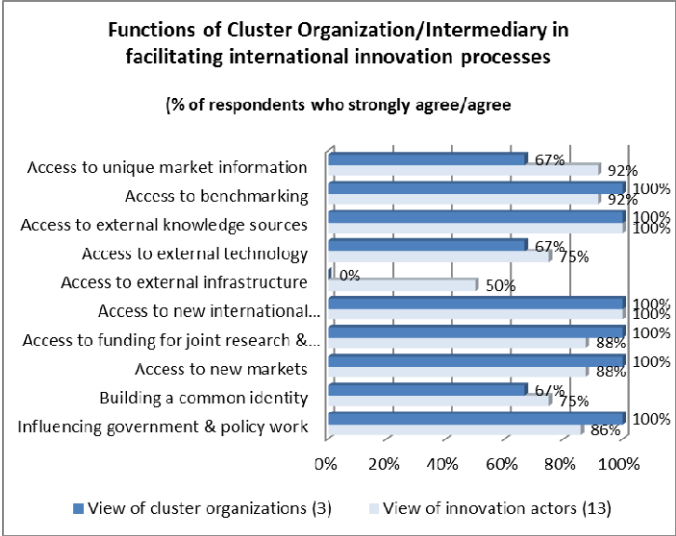 Functions of Cluster Organization/Intermediary in
facilitating international innovation processes
(% of respondents who strongly agree/agree
Access to unique market information 67% 92%
Access to benchmarking 100% 92%
Access to external knowledge sources 100% 100%
Access to external technology 67% 75%
Access to external infrastructure 0% 50%
Access to new international... 100% 100%
Access to funding for joint research &... 100% 88%
Access to new markets 100% 88%
Building a common identity 67% 75%
Influencing government & policy work 100% 86%
0% 20% 40% 60% 80% 100%
View of cluster organizations (3) View of innovation actors (13)